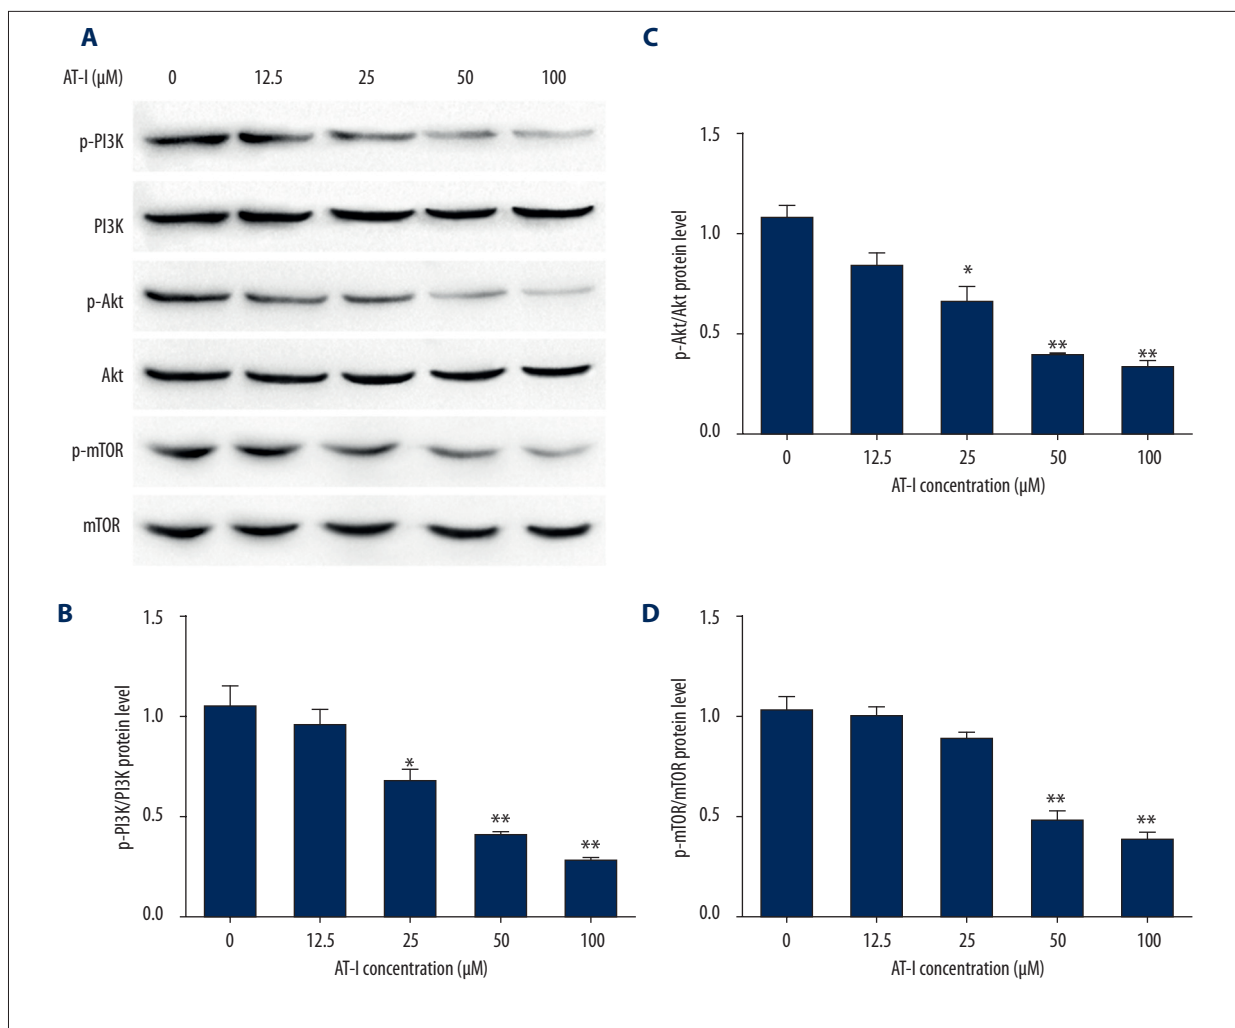 A
AT-I (µM) 0 12.5 25 50 100
p-PI3K
PI3K
p-Akt
Akt
p-mTOR
mTOR
B
p-PI3K/PI3K protein level
1.5
1.0
0.5
0.0
*
**
**
0 12.5 25 50 100
AT-I concentration (µM)
C
p-Akt/Akt protein level
1.5
1.0
0.5
0.0
*
**
**
0 12.5 25 50 100
AT-I concentration (µM)
D
p-mTOR/mTOR protein level
1.5
1.0
0.5
0.0
**
**
0 12.5 25 50 100
AT-I concentration (µM)